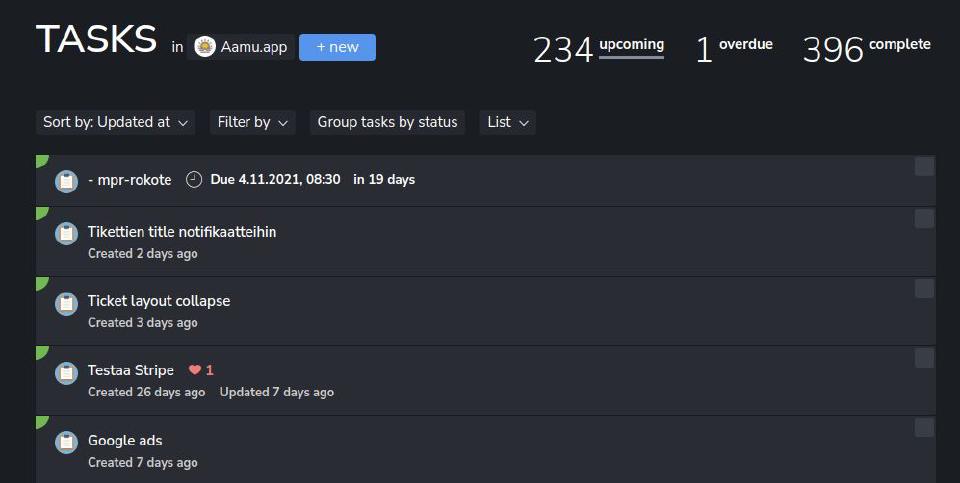 TASKS in Aamu.app + new 234 upcoming 1 overdue 396 complete
Sort by: Updated at Filter by Group tasks by status List
- mpr-rokote Due 4.11.2021, 08:30 in 19 days
Tikettien title notifikaatteihin
Created 2 days ago
Ticket layout collapse
Created 3 days ago
Testaa Stripe 1
Created 26 days ago Updated 7 days ago
Google ads
Created 7 days ago